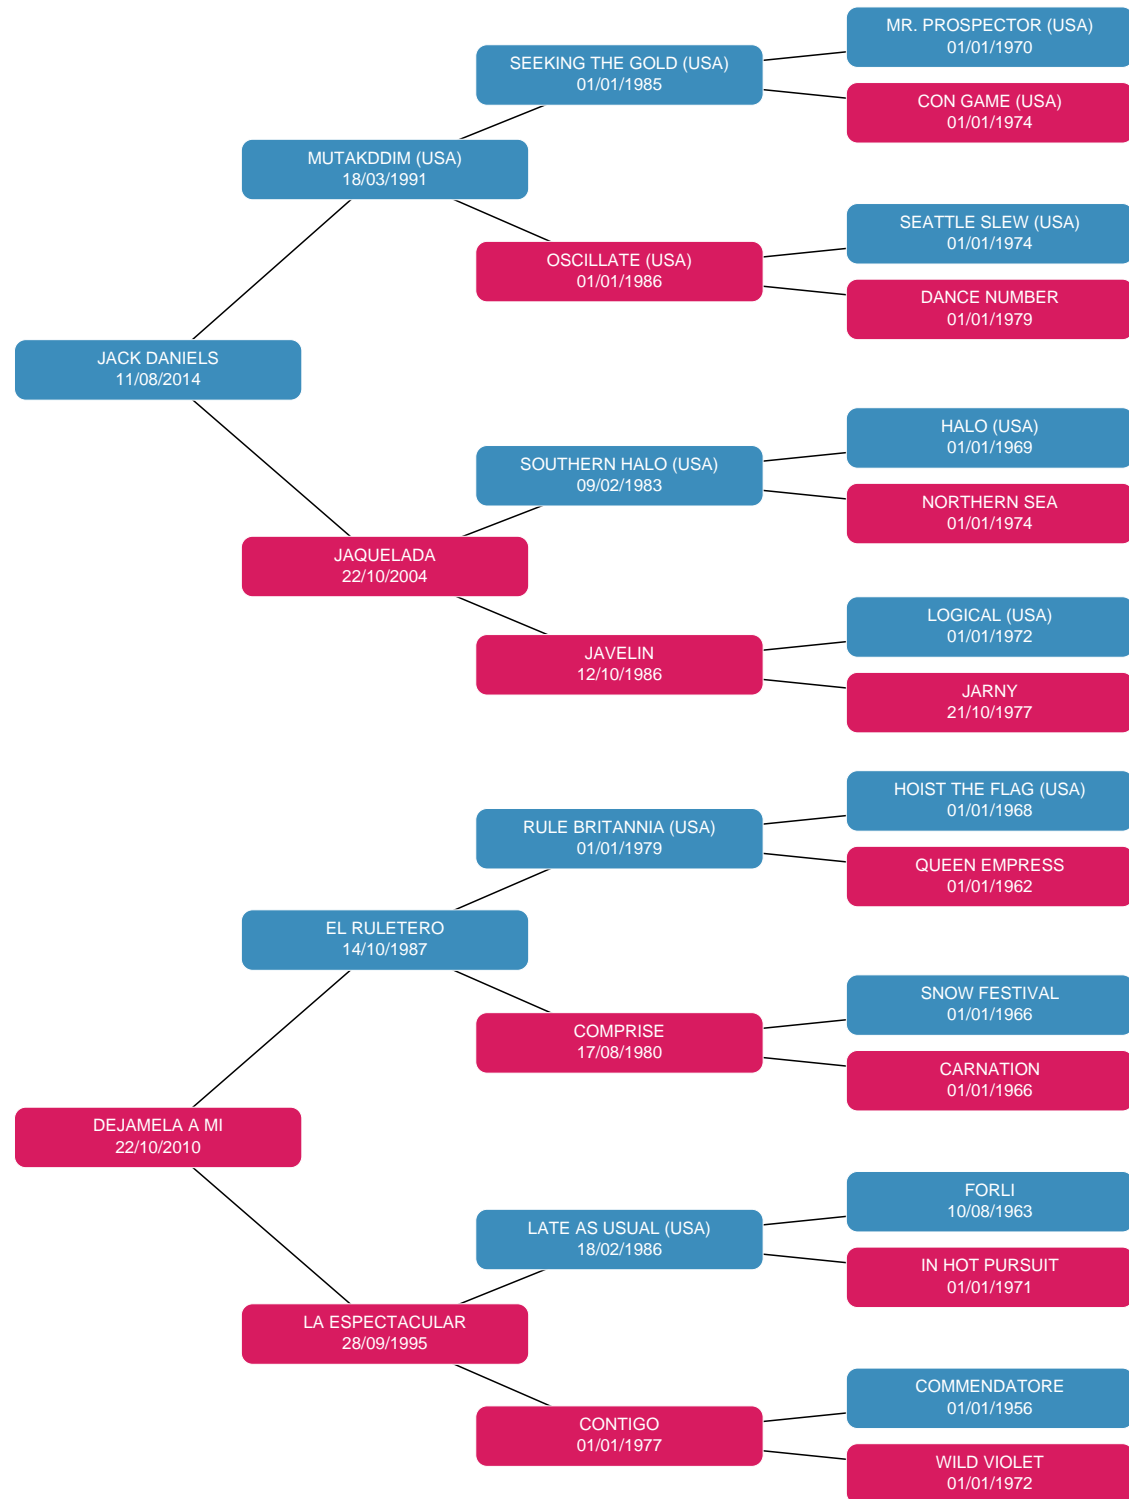 MR. PROSPECTOR (USA)
01/01/1970
SEEKING THE GOLD (USA)
01/01/1985
CON GAME (USA)
01/01/1974
MUTAKDDIM (USA)
18/03/1991
SEATTLE SLEW (USA)
01/01/1974
OSCILLATE (USA)
01/01/1986
DANCE NUMBER
01/01/1979
JACK DANIELS
11/08/2014
HALO (USA)
01/01/1969
SOUTHERN HALO (USA)
09/02/1983
NORTHERN SEA
01/01/1974
JAQUELADA
22/10/2004
LOGICAL (USA)
01/01/1972
JAVELIN
12/10/1986
JARNY
21/10/1977
HOIST THE FLAG (USA)
01/01/1968
RULE BRITANNIA (USA)
01/01/1979
QUEEN EMPRESS
01/01/1962
EL RULETERO
14/10/1987
SNOW FESTIVAL
01/01/1966
COMPRISE
17/08/1980
CARNATION
01/01/1966
DEJAMELA A MI
22/10/2010
FORLI
10/08/1963
LATE AS USUAL (USA)
18/02/1986
IN HOT PURSUIT
01/01/1971
LA ESPECTACULAR
28/09/1995
COMMENDATORE
01/01/1956
CONTIGO
01/01/1977
WILD VIOLET
01/01/1972